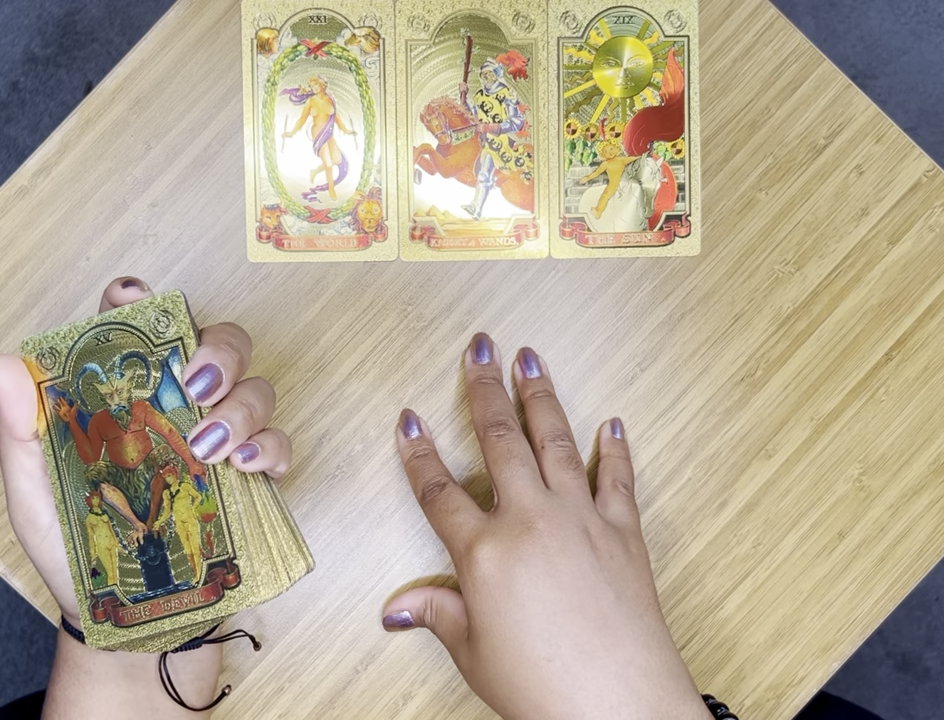 XXI
XIX
THE WORLD
KNIGHT of WANDS.
THE SUN.
XV
THE DEVIL